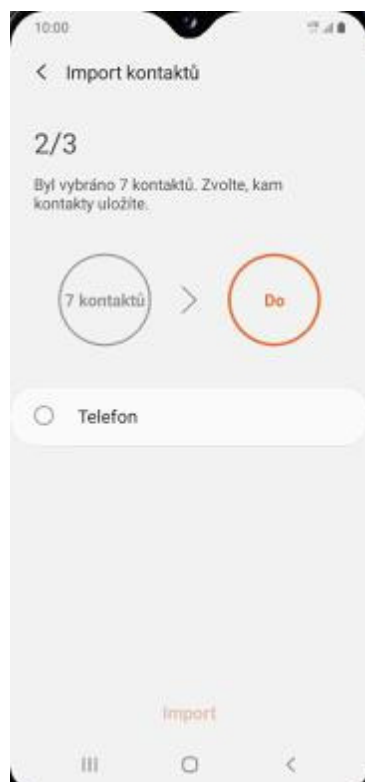 10:00
Import kontaktů
2/3
Byl vybráno 7 kontaktů. Zvolte, kam
kontakty uložíte.
7 kontaktů
Do
Telefon
Import